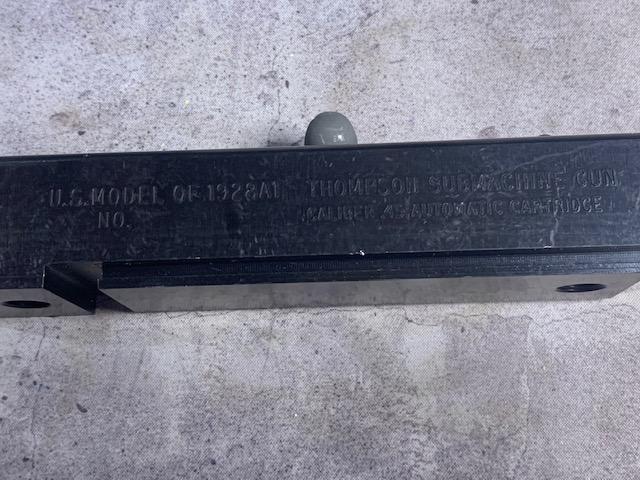 U.S. MODEL OF 1928A1 THOMPSON SUBMACHINE GUN
NO. CALIBER .45 AUTOMATIC CARTRIDGE